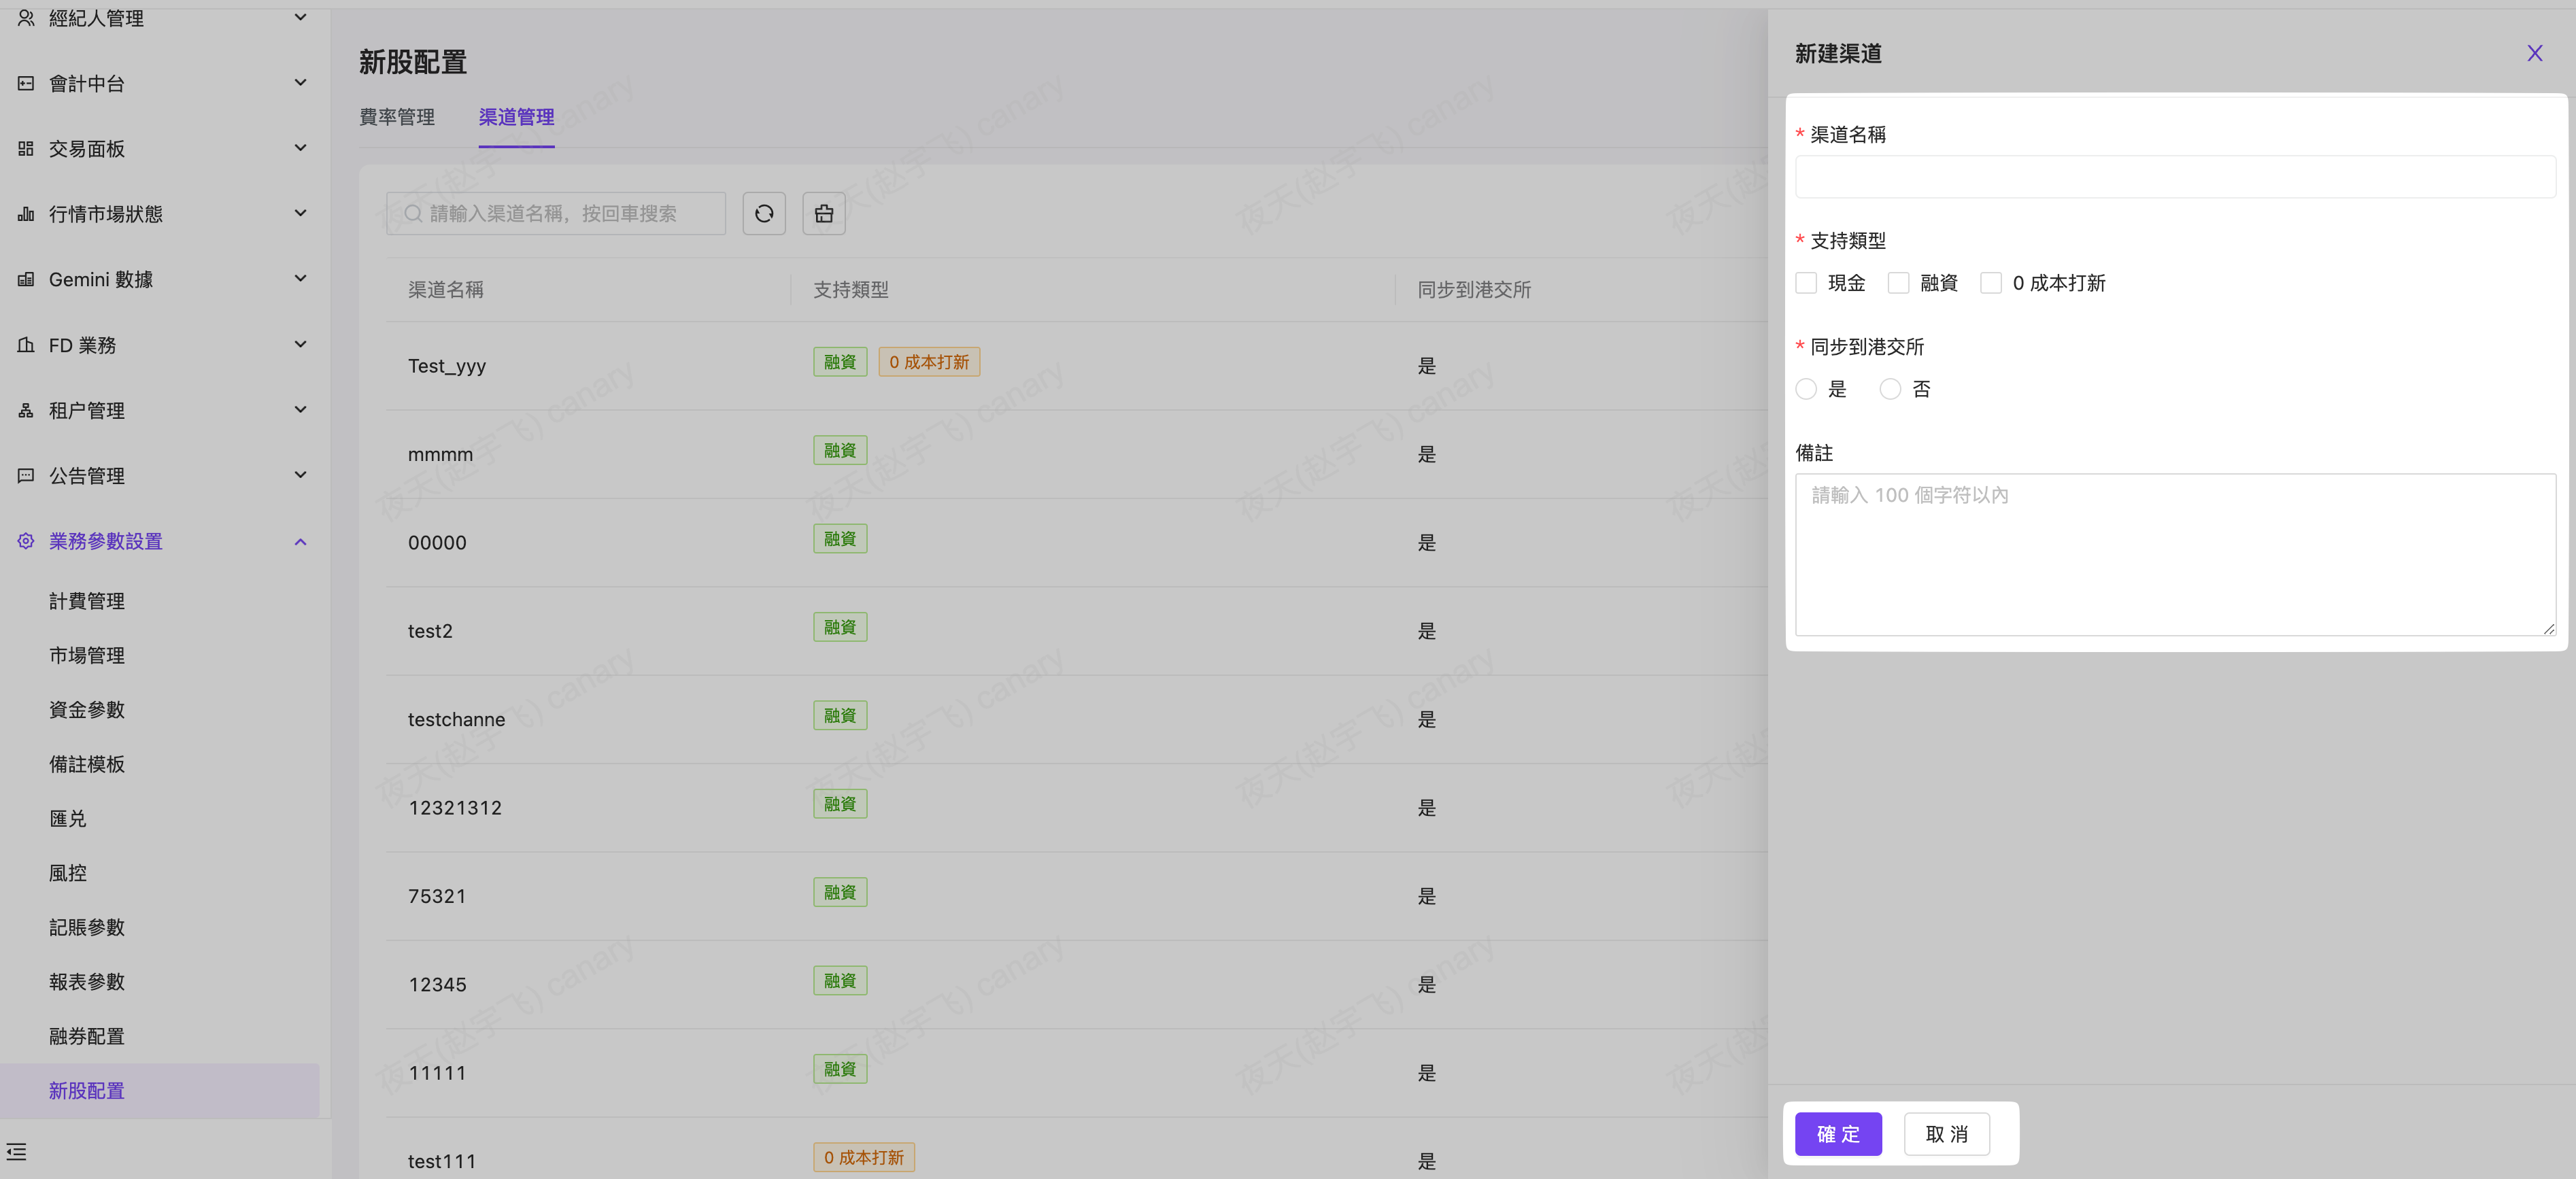 經紀人管理
會計中台
交易面板
行情市場狀態
Gemini 數據
FD 業務
租户管理
公告管理
業務參數設置
計費管理
市場管理
資金參數
備註模板
匯兑
風控
記賬參數
報表參數
融券配置
新股配置
新股配置
費率管理 渠道管理
請輸入渠道名稱，按回車搜索
渠道名稱 支持類型 同步到港交所
Test_yyy 融資 0 成本打新 是
mmmm 融資 是
00000 融資 是
test2 融資 是
testchanne 融資 是
12321312 融資 是
75321 融資 是
12345 融資 是
11111 融資 是
test111 0 成本打新 是
夜天(赵宇飞) canary
新建渠道
* 渠道名稱
* 支持類型
現金 融資 0 成本打新
* 同步到港交所
是 否
備註
請輸入 100 個字符以內
確定 取消